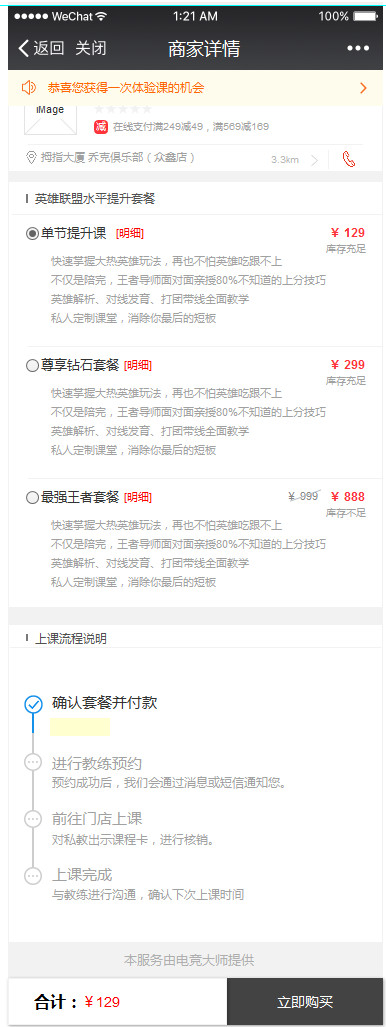 WeChat 1:21 AM 100%
返回 关闭 商家详情
恭喜您获得一次体验课的机会
iMage
减 在线支付满249减49，满569减169
拇指大厦 乔克俱乐部（众鑫店） 3.3km
英雄联盟水平提升套餐
单节提升课 [明细] ¥ 129
库存充足
快速掌握大热英雄玩法，再也不怕英雄吃跟不上
不仅是陪完，王者导师面对面亲授80%不知道的上分技巧
英雄解析、对线发育、打团带线全面教学
私人定制课堂，消除你最后的短板
尊享钻石套餐 [明细] ¥ 299
库存充足
快速掌握大热英雄玩法，再也不怕英雄吃跟不上
不仅是陪完，王者导师面对面亲授80%不知道的上分技巧
英雄解析、对线发育、打团带线全面教学
私人定制课堂，消除你最后的短板
最强王者套餐 [明细] ¥ 999 ¥ 888
库存不足
快速掌握大热英雄玩法，再也不怕英雄吃跟不上
不仅是陪完，王者导师面对面亲授80%不知道的上分技巧
英雄解析、对线发育、打团带线全面教学
私人定制课堂，消除你最后的短板
上课流程说明
确认套餐并付款
进行教练预约
预约成功后，我们会通过消息或短信通知您。
前往门店上课
对私教出示课程卡，进行核销。
上课完成
与教练进行沟通，确认下次上课时间
本服务由电竞大师提供
合计：¥129 立即购买